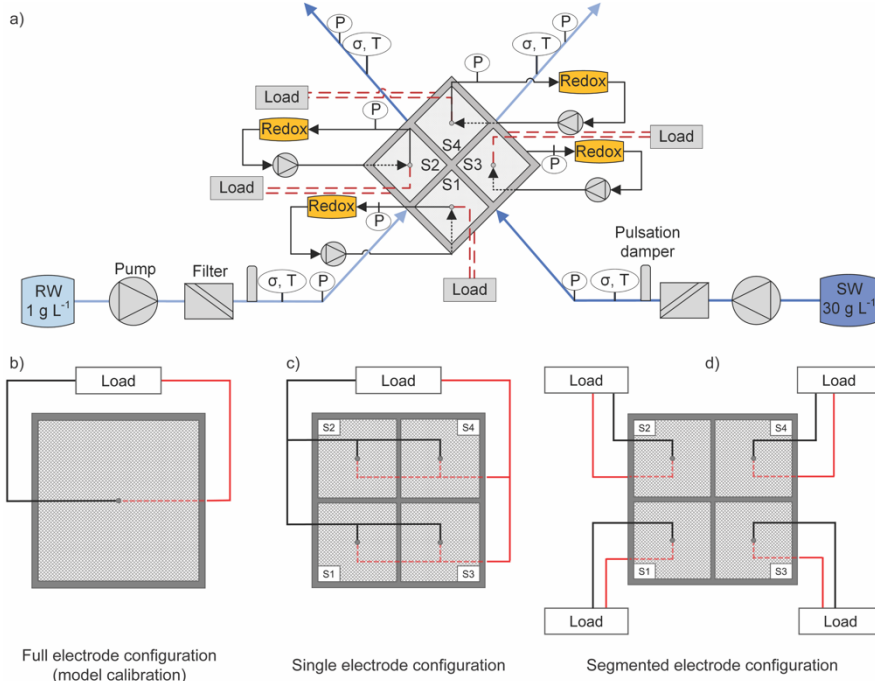 a)
P
σ, T
P
σ, T
P
Redox
Load
P
Redox
S4
Load
S2
S3
Redox
P
Load
S1
Redox
P
Load
Pulsation
damper
Pump
Filter
σ, T
P
P
σ, T
RW
1 g L⁻¹
SW
30 g L⁻¹
b)
Load
Full electrode configuration
(model calibration)
c)
Load
S2
S4
S1
S3
Single electrode configuration
d)
Load
Load
S2
S4
S1
S3
Load
Load
Segmented electrode configuration